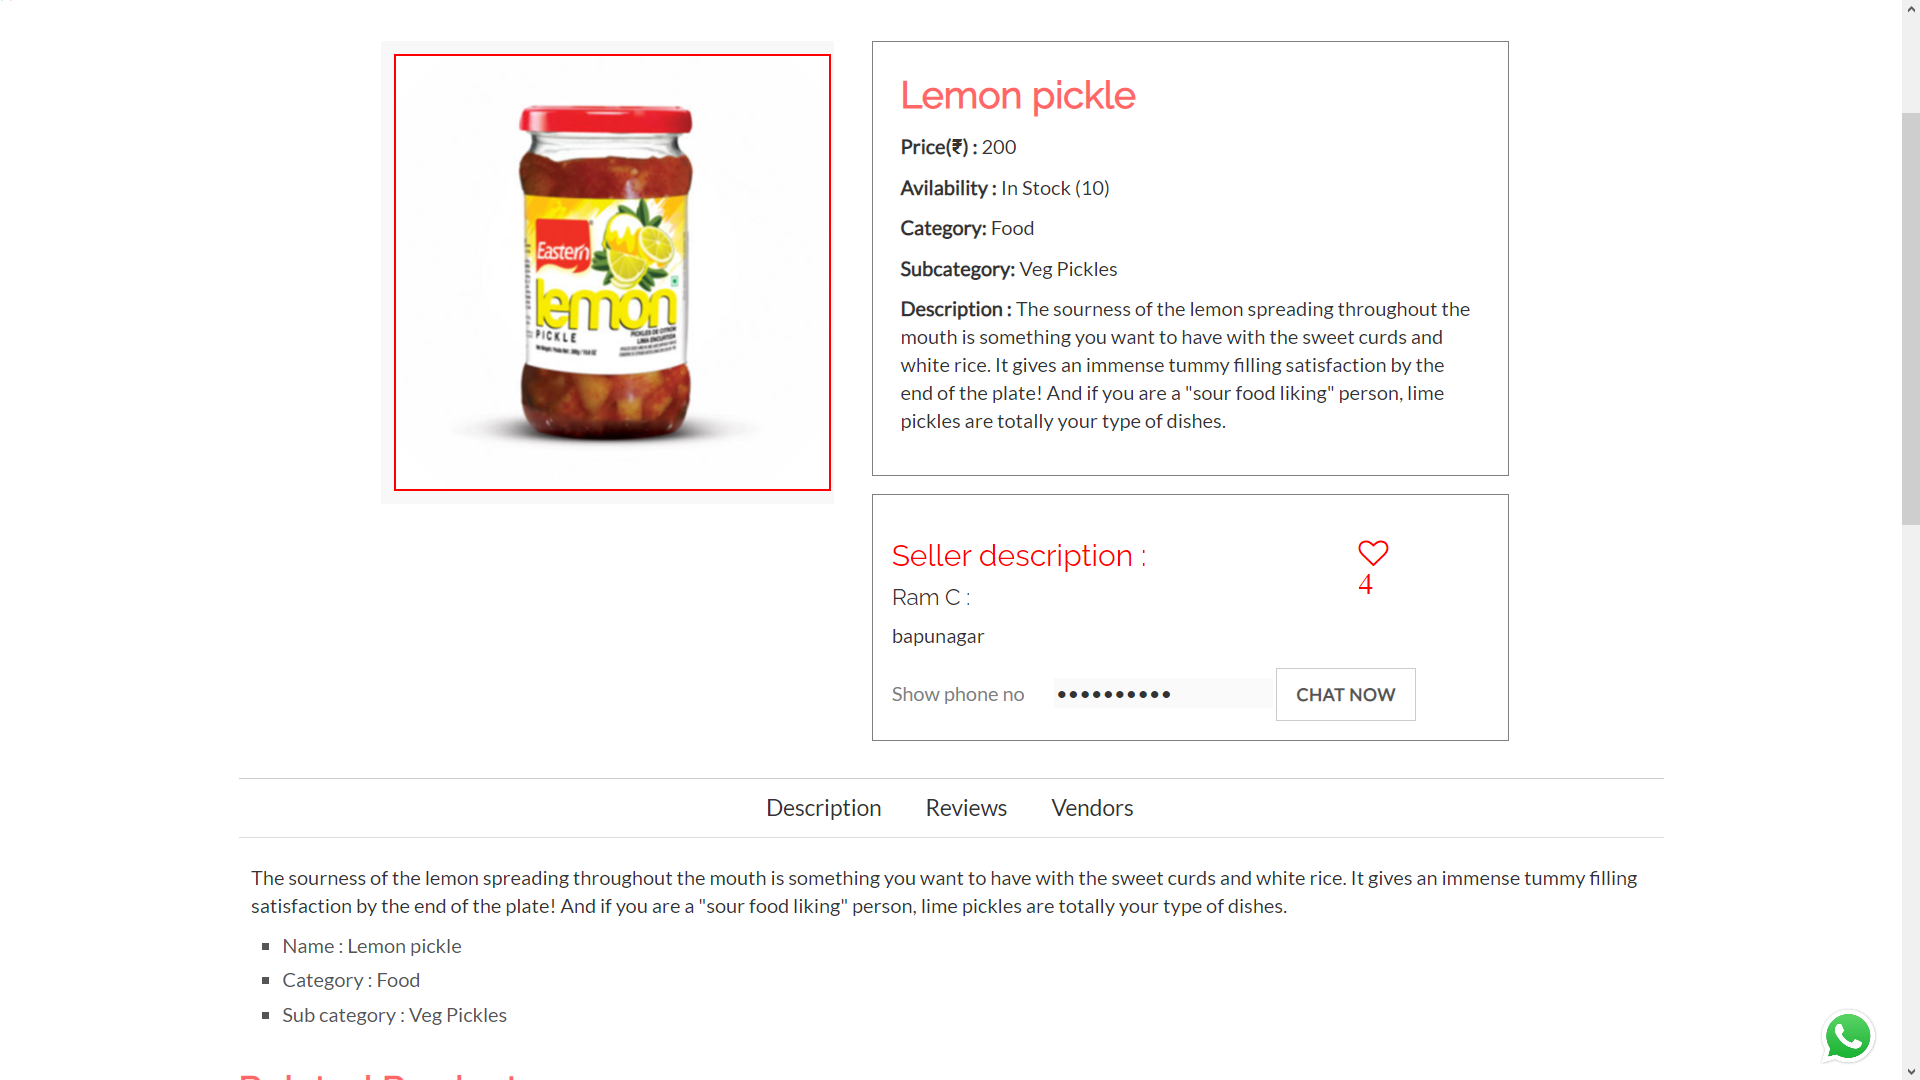 Eastern
lemon
PICKLE
PICKLES DE CITRON
LIMA ENCURTIDA
Lemon pickle
Price(₹) : 200
Avilability : In Stock (10)
Category: Food
Subcategory: Veg Pickles
Description : The sourness of the lemon spreading throughout the
mouth is something you want to have with the sweet curds and
white rice. It gives an immense tummy filling satisfaction by the
end of the plate! And if you are a "sour food liking" person, lime
pickles are totally your type of dishes.
Seller description :
4
Ram C :
bapunagar
Show phone no •••••••••• CHAT NOW
Description Reviews Vendors
The sourness of the lemon spreading throughout the mouth is something you want to have with the sweet curds and white rice. It gives an immense tummy filling
satisfaction by the end of the plate! And if you are a "sour food liking" person, lime pickles are totally your type of dishes.
▪ Name : Lemon pickle
▪ Category : Food
▪ Sub category : Veg Pickles